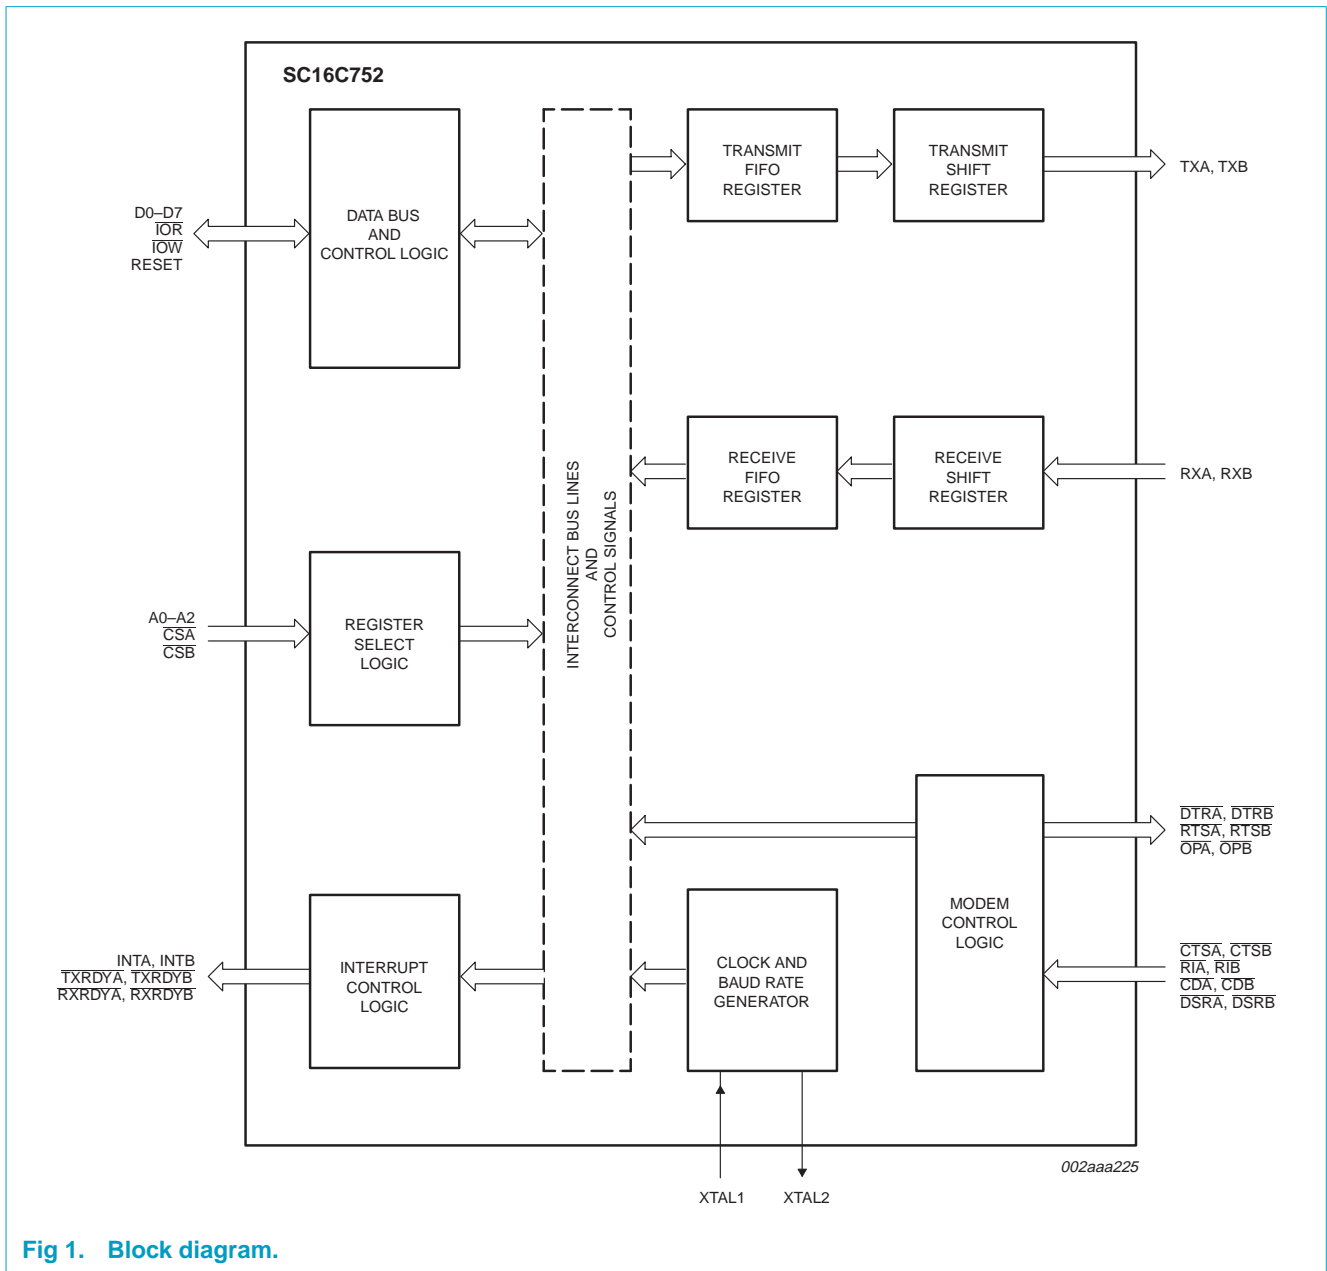 SC16C752
DATA BUS
AND
CONTROL LOGIC
D0–D7
IOR
IOW
RESET
TRANSMIT
FIFO
REGISTER
TRANSMIT
SHIFT
REGISTER
TXA, TXB
INTERCONNECT BUS LINES
AND
CONTROL SIGNALS
RECEIVE
FIFO
REGISTER
RECEIVE
SHIFT
REGISTER
RXA, RXB
A0–A2
CSA
CSB
REGISTER
SELECT
LOGIC
DTRA, DTRB
RTSA, RTSB
OPA, OPB
MODEM
CONTROL
LOGIC
CTSA, CTSB
RIA, RIB
CDA, CDB
DSRA, DSRB
INTA, INTB
TXRDYA, TXRDYB
RXRDYA, RXRDYB
INTERRUPT
CONTROL
LOGIC
CLOCK AND
BAUD RATE
GENERATOR
XTAL1
XTAL2
002aaa225
Fig 1. Block diagram.